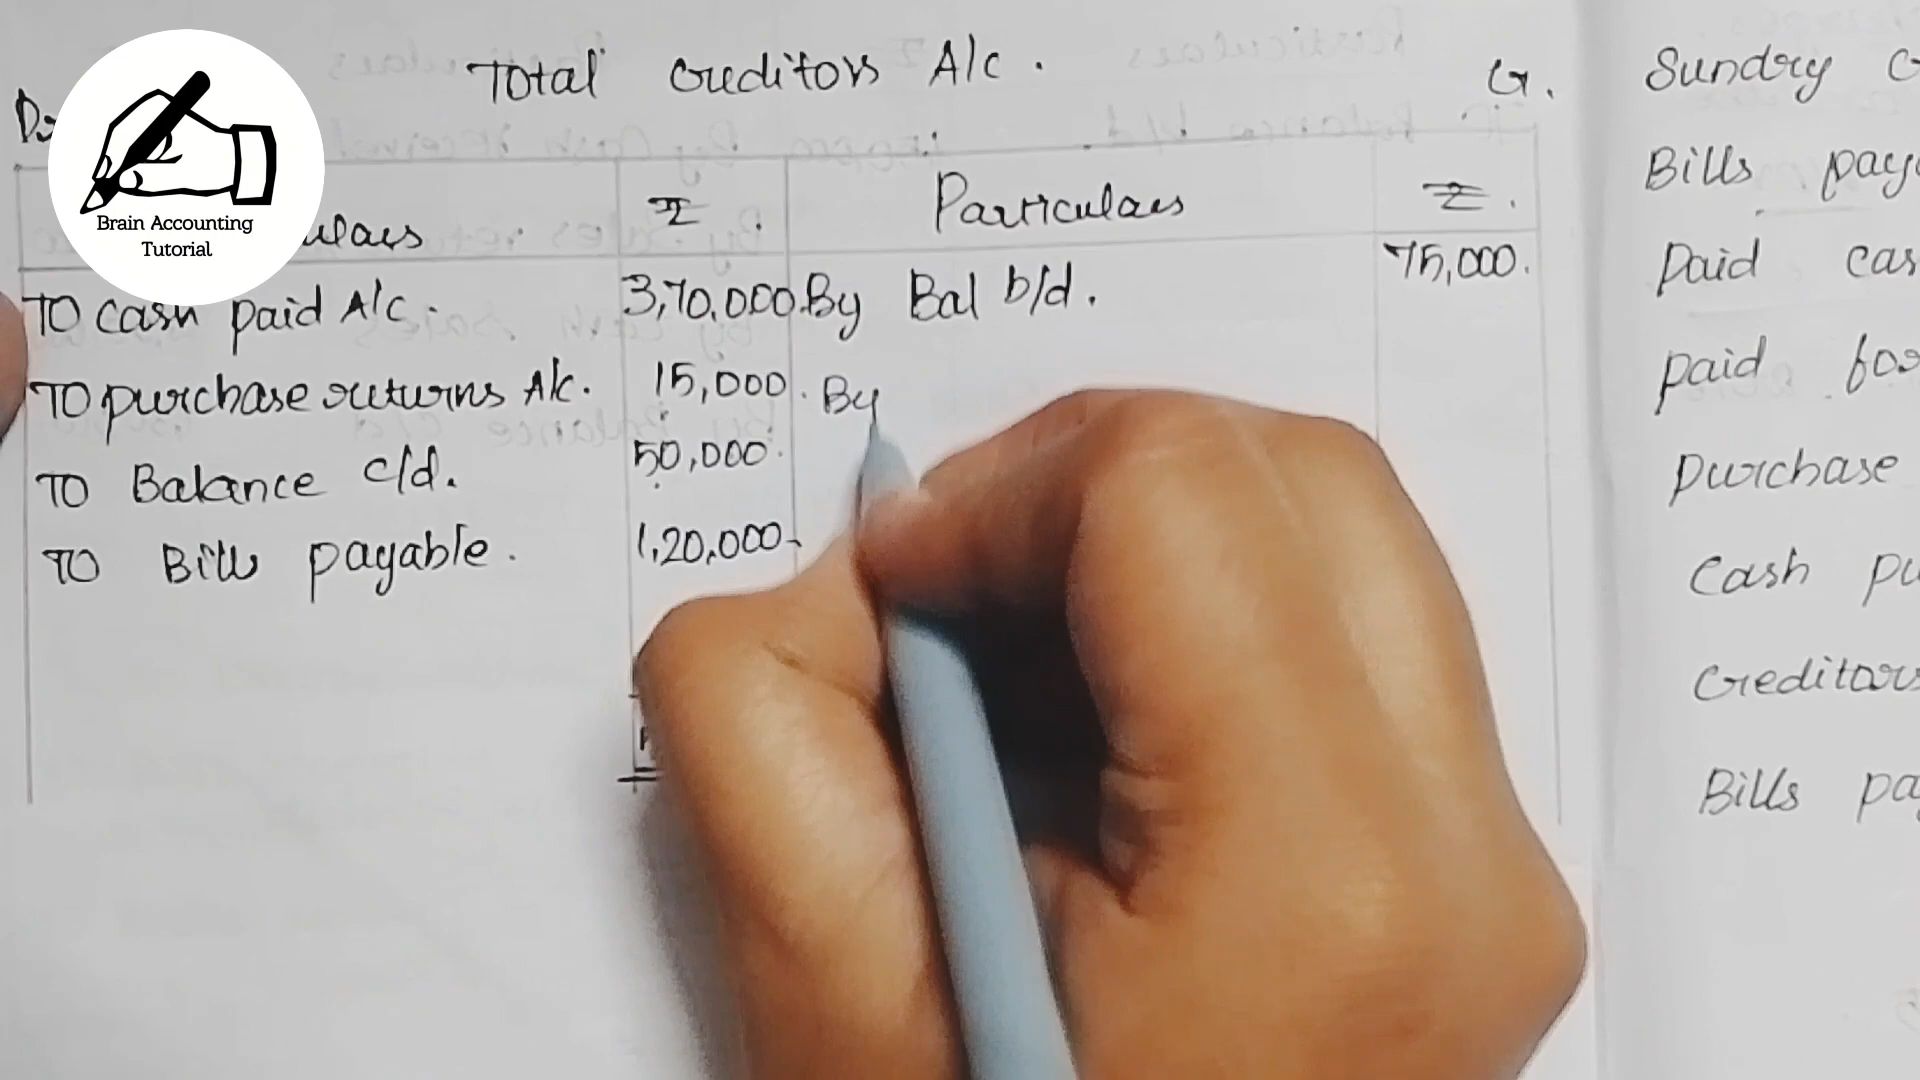 Total Creditors A/c.
Dr
Cr.
Brain Accounting
Tutorial
₹ .
Particulars
₹ .
To cash paid A/c.
3,70,000
By Bal b/d.
75,000.
To purchase returns A/c.
15,000.
By
To Balance c/d.
50,000.
To Bills payable.
1,20,000
Sundry
Bills
Paid
paid
Purchase
Cash
Creditors
Bills